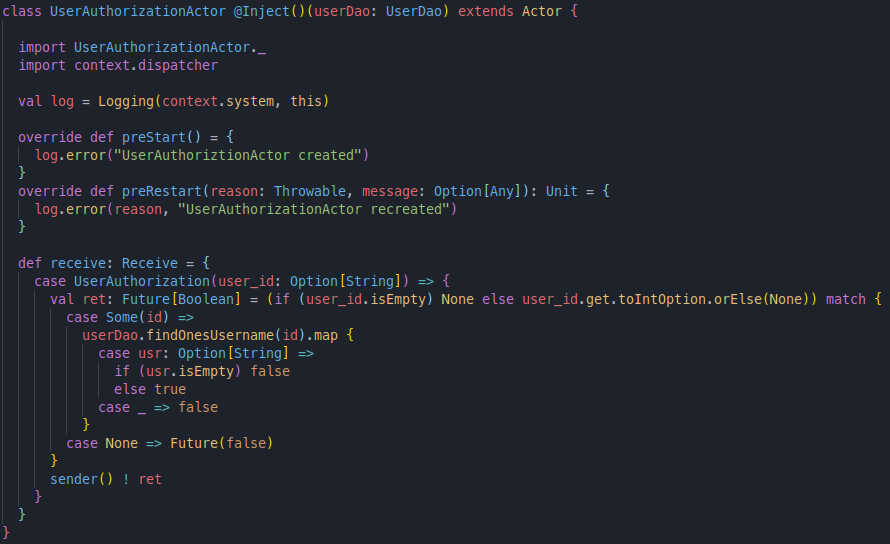 class UserAuthorizationActor @Inject()(userDao: UserDao) extends Actor {
import UserAuthorizationActor._
import context.dispatcher
val log = Logging(context.system, this)
override def preStart() = {
log.error("UserAuthoriztionActor created")
}
override def preRestart(reason: Throwable, message: Option[Any]): Unit = {
log.error(reason, "UserAuthorizationActor recreated")
}
def receive: Receive = {
case UserAuthorization(user_id: Option[String]) => {
val ret: Future[Boolean] = (if (user_id.isEmpty) None else user_id.get.toIntOption.orElse(None)) match {
case Some(id) =>
userDao.findOnesUsername(id).map {
case usr: Option[String] =>
if (usr.isEmpty) false
else true
case _ => false
}
case None => Future(false)
}
sender() ! ret
}
}
}